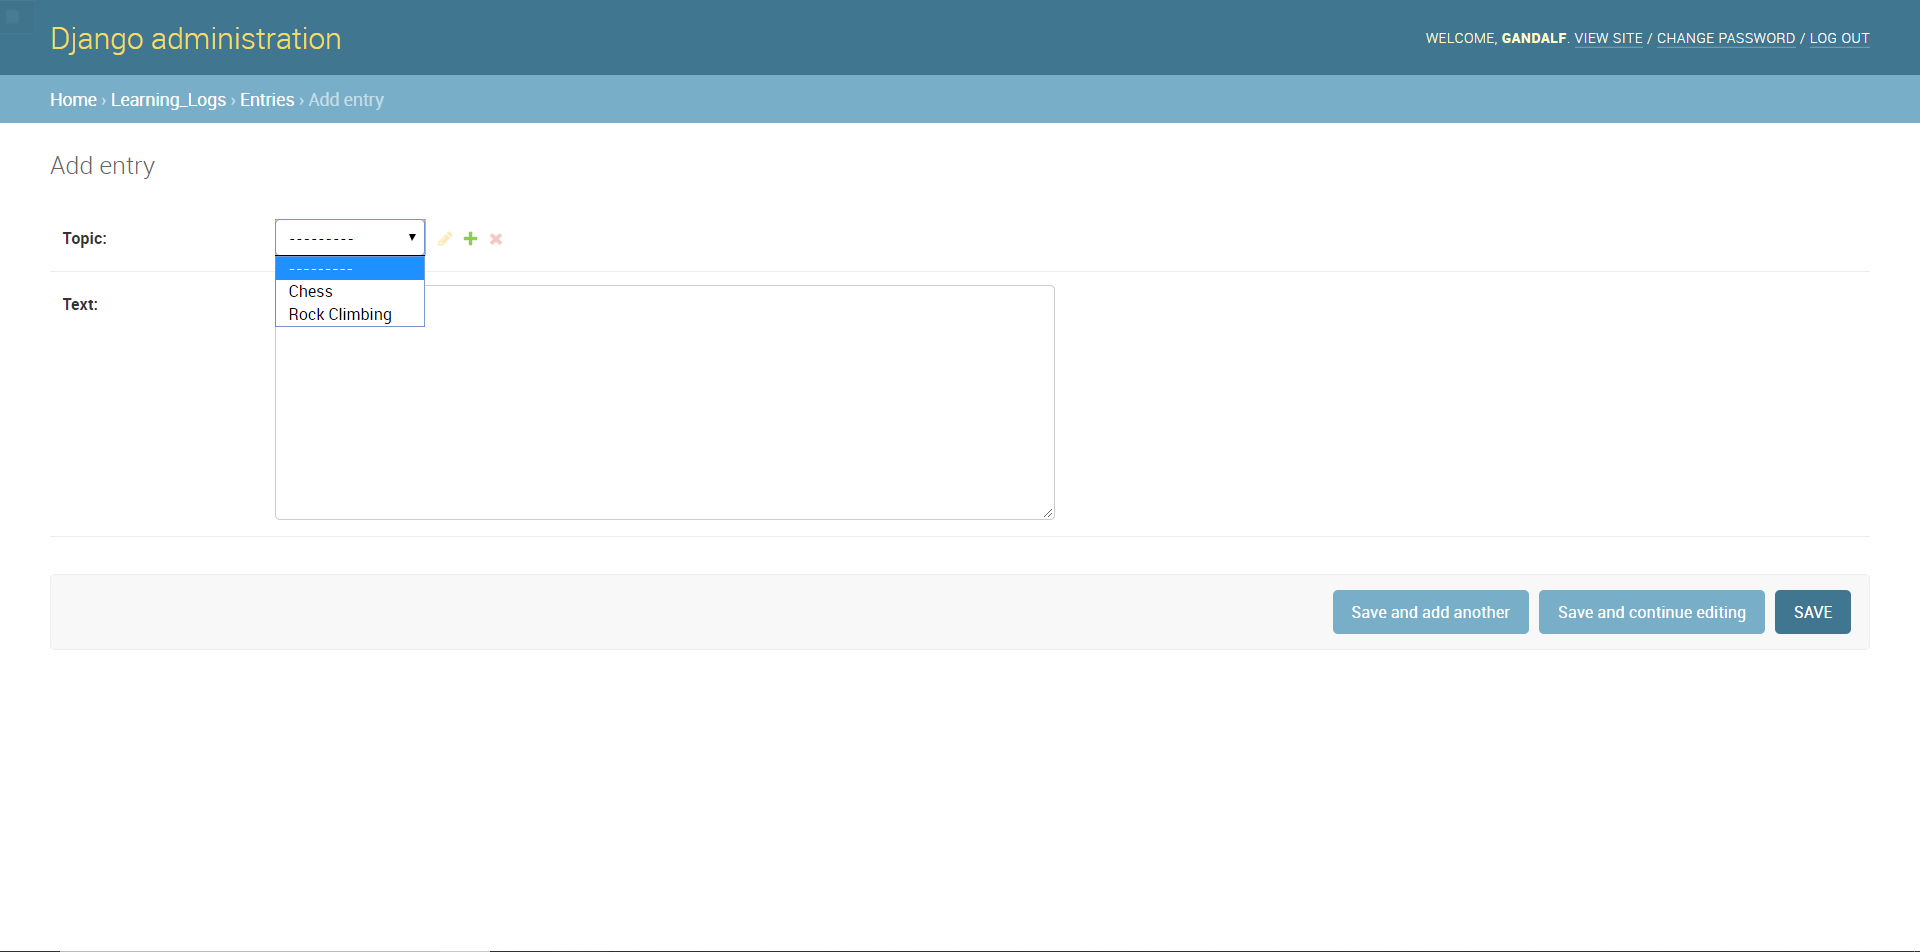 Django administration
WELCOME, GANDALF. VIEW SITE / CHANGE PASSWORD / LOG OUT
Home › Learning_Logs › Entries › Add entry
Add entry
Topic:
---------
---------
Chess
Rock Climbing
Text:
Save and add another
Save and continue editing
SAVE